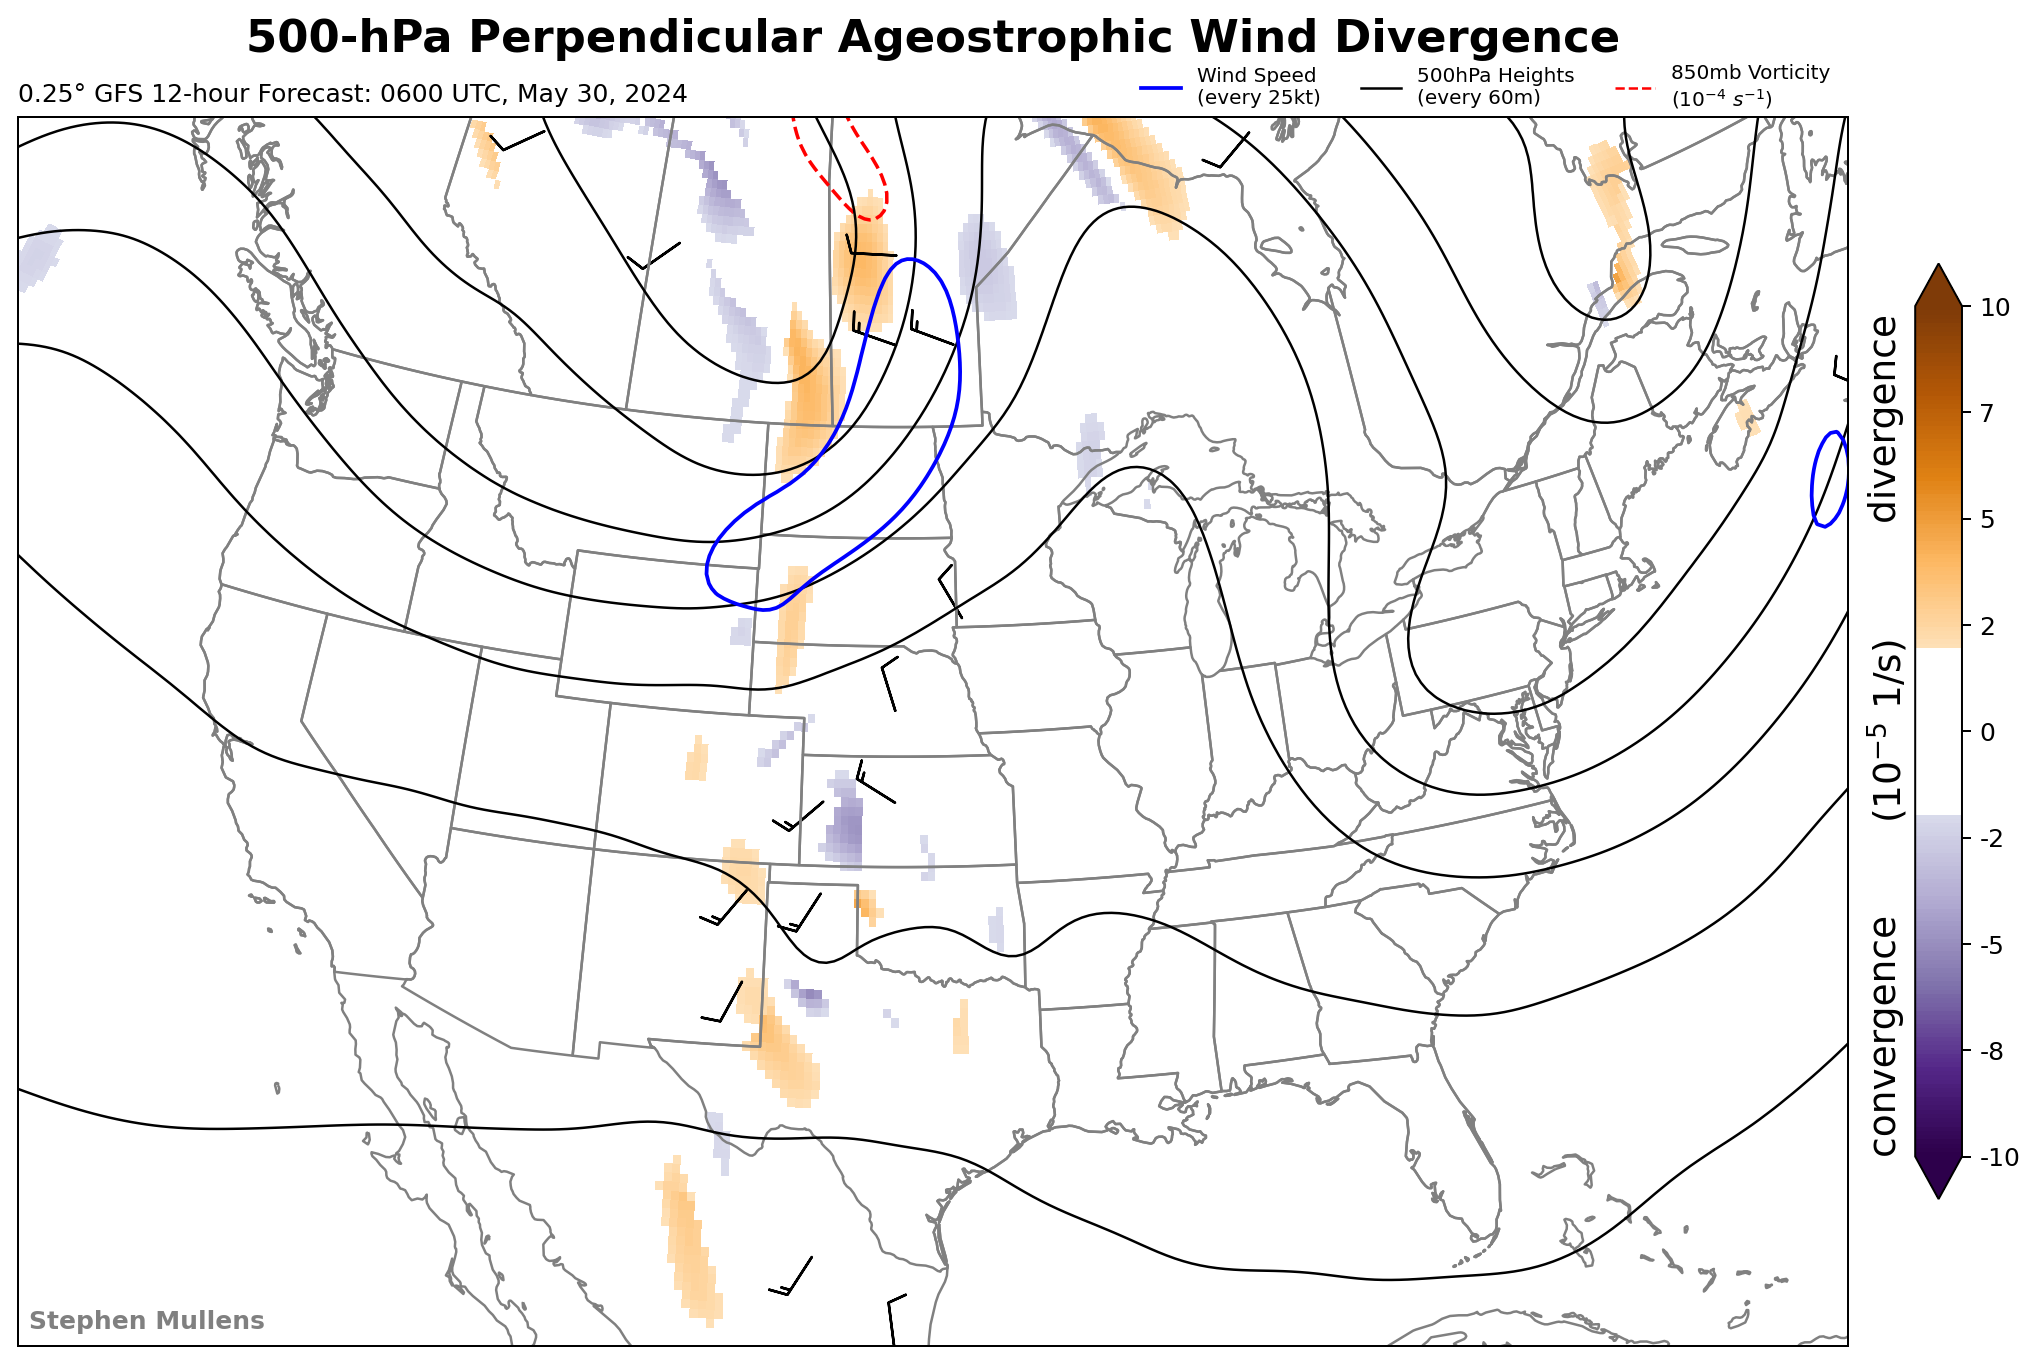 500-hPa Perpendicular Ageostrophic Wind Divergence
0.25° GFS 12-hour Forecast: 0600 UTC, May 30, 2024
Wind Speed
(every 25kt)
500hPa Heights
(every 60m)
850mb Vorticity
(10⁻⁴ s⁻¹)
10
7
5
2
0
-2
-5
-8
-10
convergence (10⁻⁵ 1/s) divergence
Stephen Mullens